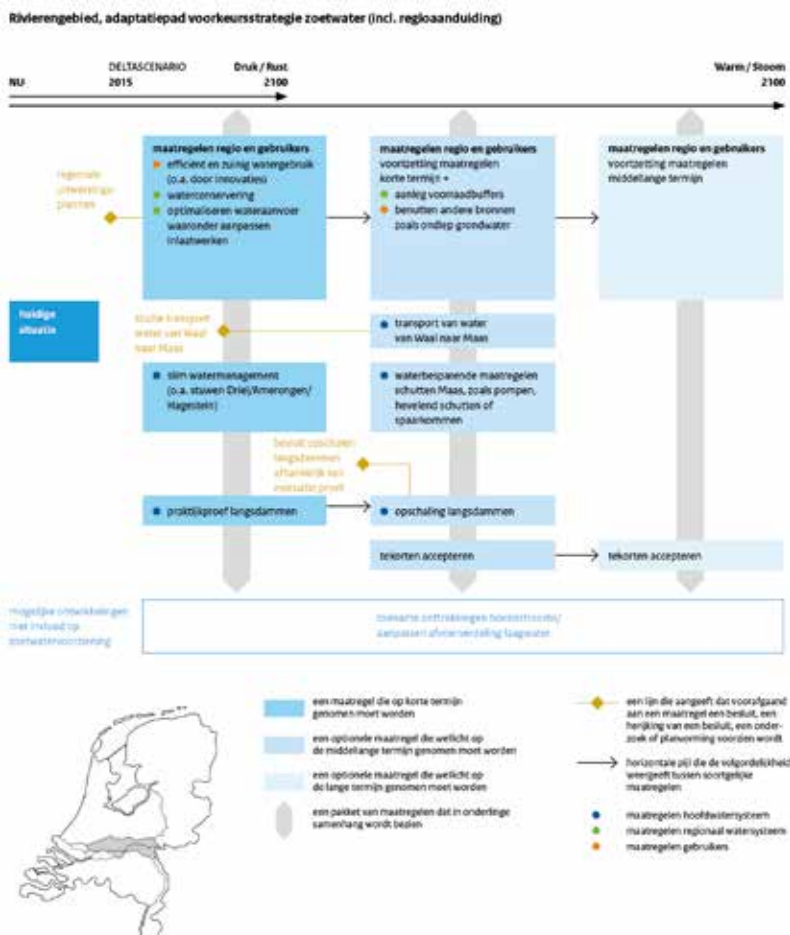 Rivierengebied, adaptatiepad voorkeursstrategie zoetwater (incl. regioaanduiding)
DELTASCENARIO
Druk / Rust
Warm / Stoom
NU
2015
2100
2100
maatregelen regio en gebruikers
efficiënt en zuinig watergebruik
(o.a. door innovaties)
waterconservering
optimaliseren wateraanvoer
waaronder aanpassen
inlaatwerken
maatregelen regio en gebruikers
voortzetting maatregelen
korte termijn +
aanleg voorraadbuffers
benutten andere bronnen
zoals ondiep grondwater
maatregelen regio en gebruikers
voortzetting maatregelen
middellange termijn
regionale
plannen
huidige
situatie
studie transport
water van Waal
naar Maas
transport van water
van Waal naar Maas
slim watermanagement
(o.a. stuwen Driel/Amerongen/
Hagestein)
waterbesparende maatregelen
schutten Maas, zoals pompen,
hevelend schutten of
spaarkommen
besluit opschalen
langsdammen
afhankelijk van
evaluatie proef
praktijkproef langsdammen
opschaling langsdammen
tekorten accepteren
tekorten accepteren
mogelijke ontwikkelingen
met invloed op
zoetwatervoorziening
toename onttrekkingen bovenstrooms/
aanpassen afvoerverdeling laagwater
een maatregel die op korte termijn
genomen moet worden
een optionele maatregel die wellicht op
de middellange termijn genomen moet worden
een optionele maatregel die wellicht op
de lange termijn genomen moet worden
een pakket van maatregelen dat in onderlinge
samenhang wordt bezien
een lijn die aangeeft dat voorafgaand
aan een maatregel een besluit, een
herijking van een besluit, een onder-
zoek of planvorming voorzien wordt
horizontale pijl die de volgordelijkheid
weergeeft tussen soortgelijke
maatregelen
maatregelen hoofdwatersysteem
maatregelen regionaal watersysteem
maatregelen gebruikers